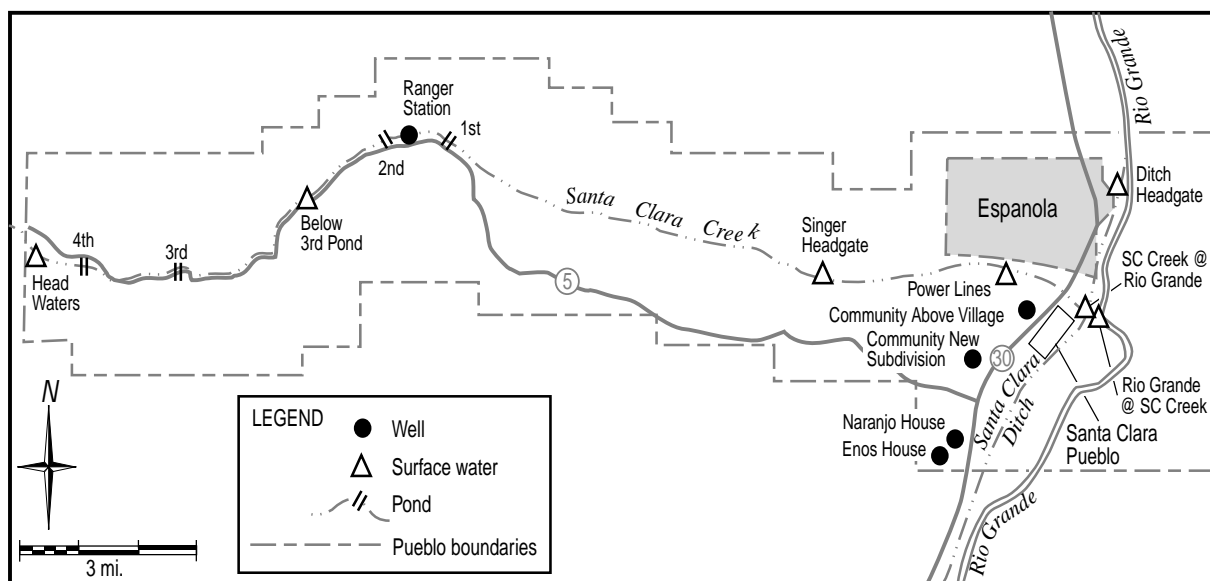 Ranger
Station
1st
2nd
Below
3rd Pond
3rd
4th
Head
Waters
Santa Clara Creek
5
Singer
Headgate
Espanola
Rio Grande
Ditch
Headgate
SC Creek @
Rio Grande
Power Lines
Community Above Village
Community New
Subdivision
30
Santa Clara
Ditch
Rio Grande
@ SC Creek
Santa Clara
Pueblo
Naranjo House
Enos House
Rio Grande
N
3 mi.
LEGEND
Well
Surface water
Pond
Pueblo boundaries